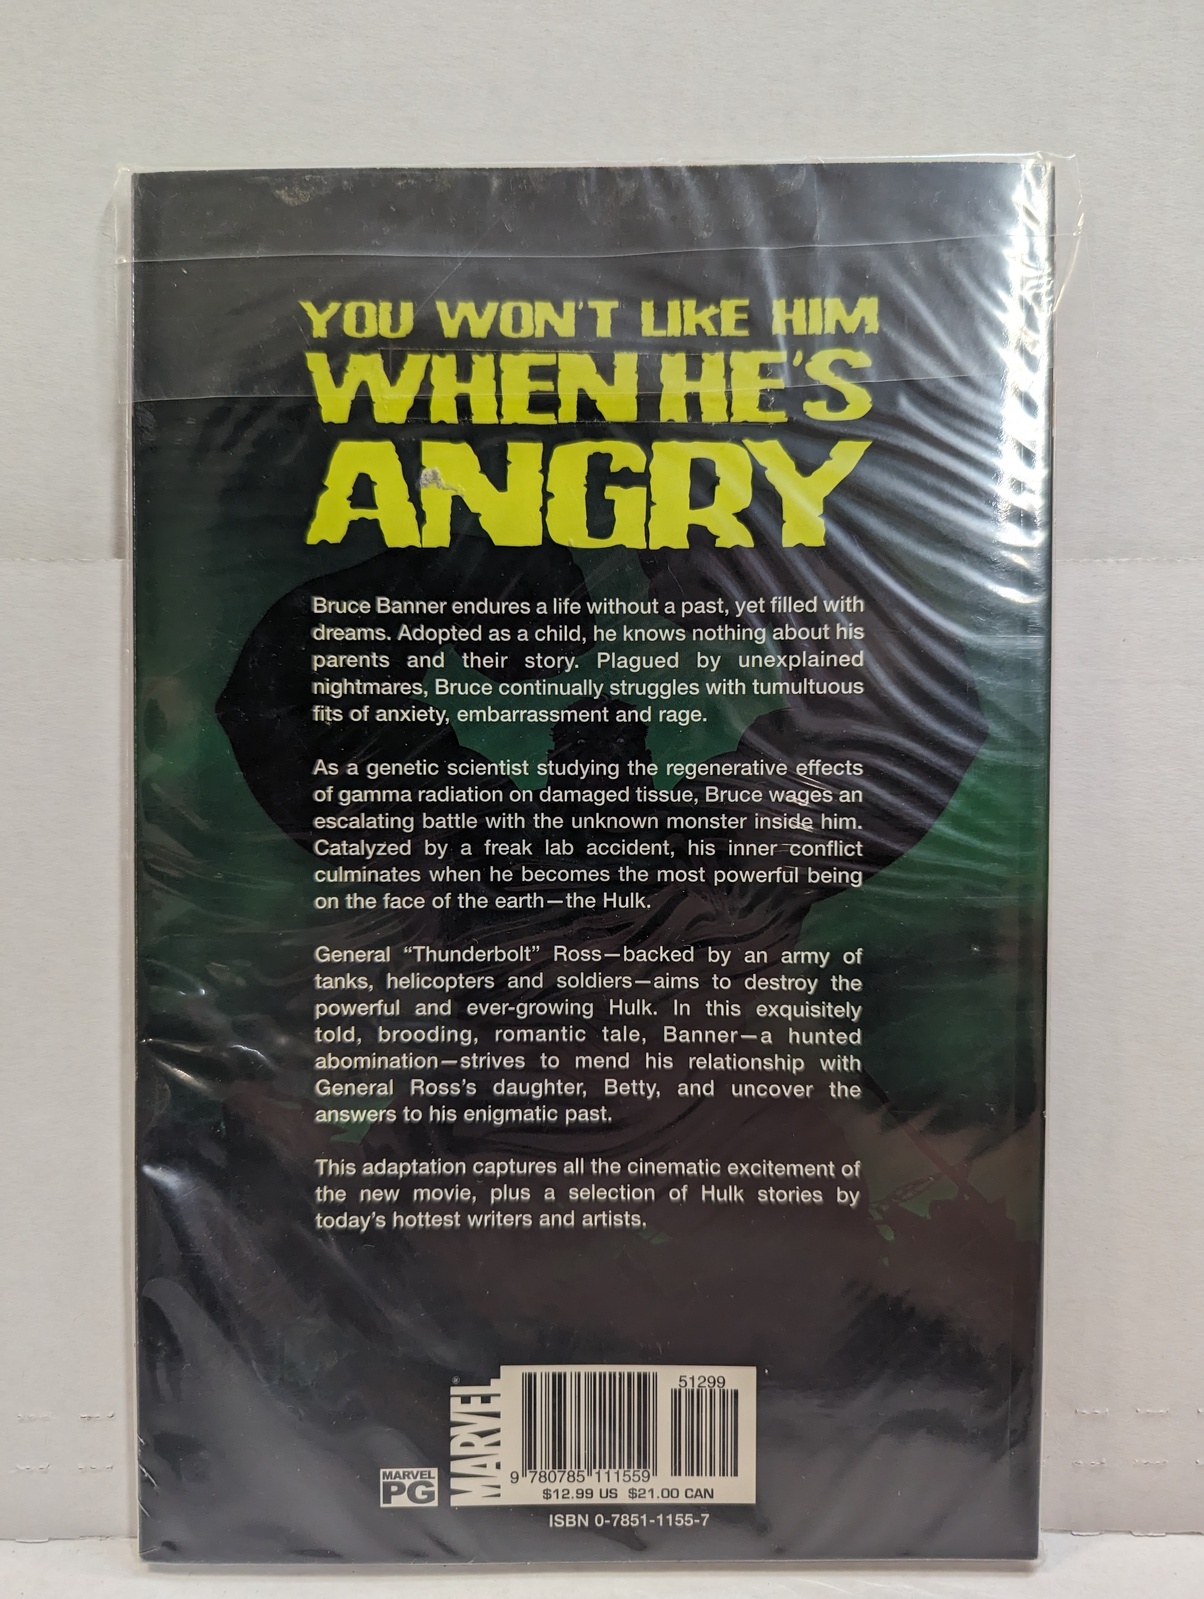 YOU WON'T LIKE HIM
WHEN HE'S
ANGRY
Bruce Banner endures a life without a past, yet filled with
dreams. Adopted as a child, he knows nothing about his
parents and their story. Plagued by unexplained
nightmares, Bruce continually struggles with tumultuous
fits of anxiety, embarrassment and rage.
As a genetic scientist studying the regenerative effects
of gamma radiation on damaged tissue, Bruce wages an
escalating battle with the unknown monster inside him.
Catalyzed by a freak lab accident, his inner conflict
culminates when he becomes the most powerful being
on the face of the earth—the Hulk.
General “Thunderbolt” Ross—backed by an army of
tanks, helicopters and soldiers—aims to destroy the
powerful and ever-growing Hulk. In this exquisitely
told, brooding, romantic tale, Banner—a hunted
abomination—strives to mend his relationship with
General Ross’s daughter, Betty, and uncover the
answers to his enigmatic past.
This adaptation captures all the cinematic excitement of
the new movie, plus a selection of Hulk stories by
today’s hottest writers and artists.
MARVEL
PG
MARVEL®
51299
9 780785 111559
$12.99 US $21.00 CAN
ISBN 0-7851-1155-7